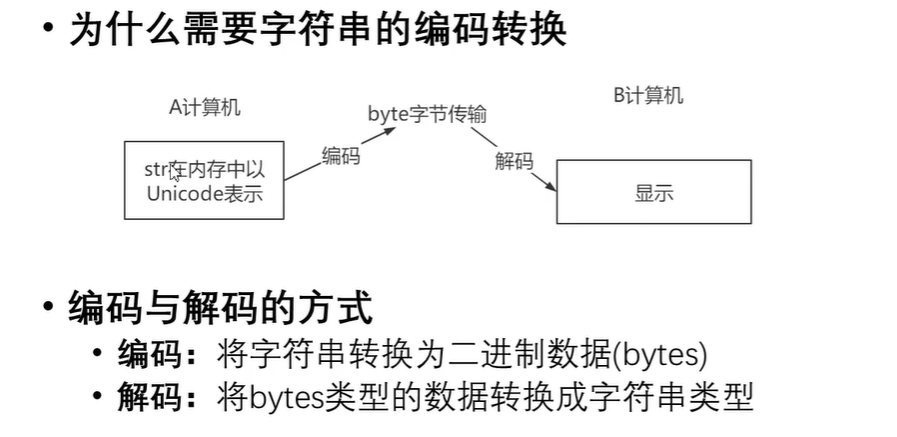 • 为什么需要字符串的编码转换
A计算机
B计算机
byte字节传输
编码
解码
str在内存中以
Unicode表示
显示
• 编码与解码的方式
• 编码：将字符串转换为二进制数据(bytes)
• 解码：将bytes类型的数据转换成字符串类型